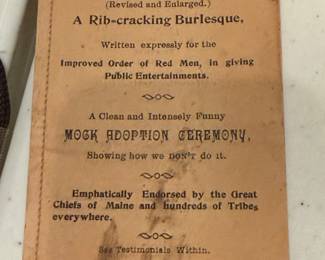 (Revised and Enlarged.)
A Rib-cracking Burlesque,
Written expressly for the
Improved Order of Red Men, in giving
Public Entertainments.
A Clean and Intensely Funny
MOCK ADOPTION CEREMONY,
Showing how we DON'T do it.
Emphatically Endorsed by the Great
Chiefs of Maine and hundreds of Tribes
everywhere.
See Testimonials Within.